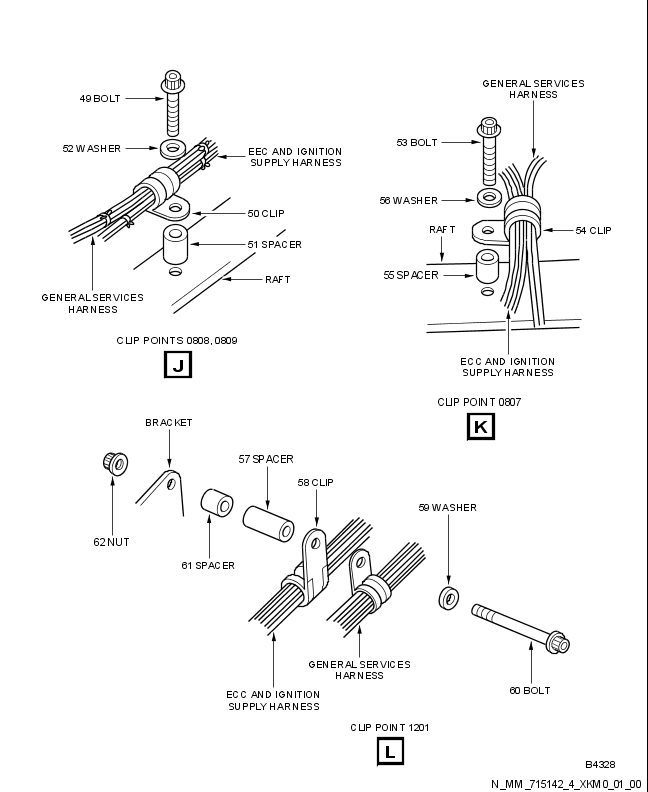 49 BOLT
52 WASHER
EEC AND IGNITION
SUPPLY HARNESS
50 CLIP
51 SPACER
RAFT
GENERAL SERVICES
HARNESS
CLIP POINTS 0808, 0809
J
GENERAL SERVICES
HARNESS
53 BOLT
56 WASHER
RAFT
54 CLIP
55 SPACER
ECC AND IGNITION
SUPPLY HARNESS
CLIP POINT 0807
K
BRACKET
57 SPACER
58 CLIP
59 WASHER
62 NUT
61 SPACER
GENERAL SERVICES
HARNESS
ECC AND IGNITION
SUPPLY HARNESS
60 BOLT
CLIP POINT 1201
L
B4328
N_MM_715142_4_XKM0_01_00